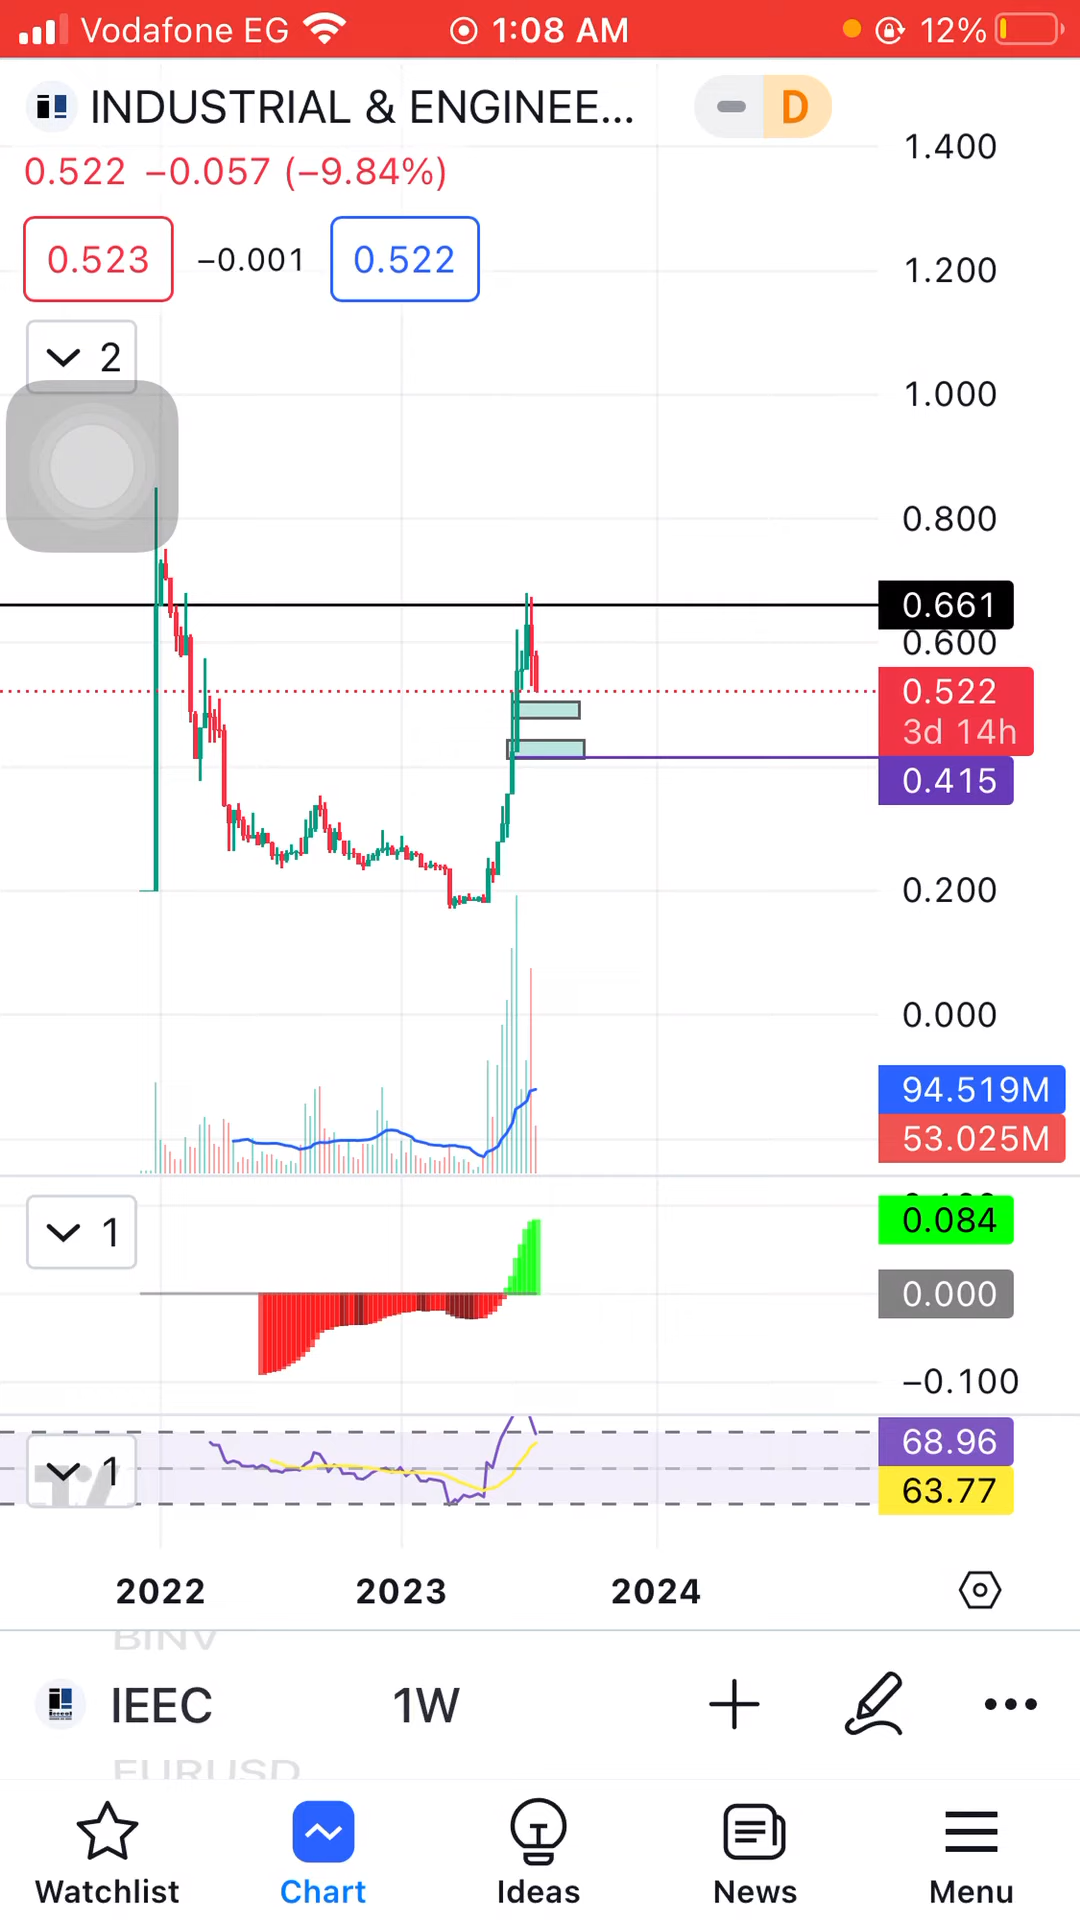 Vodafone EG 1:08 AM 12%
INDUSTRIAL & ENGINEE... D
0.522 −0.057 (−9.84%)
0.523 −0.001 0.522
2
1.400
1.200
1.000
0.800
0.661
0.600
0.522
3d 14h
0.415
0.200
0.000
94.519M
53.025M
1
0.084
0.000
−0.100
1
68.96
63.77
2022 2023 2024
BINV
IEEC 1W
EURUSD
Watchlist Chart Ideas News Menu